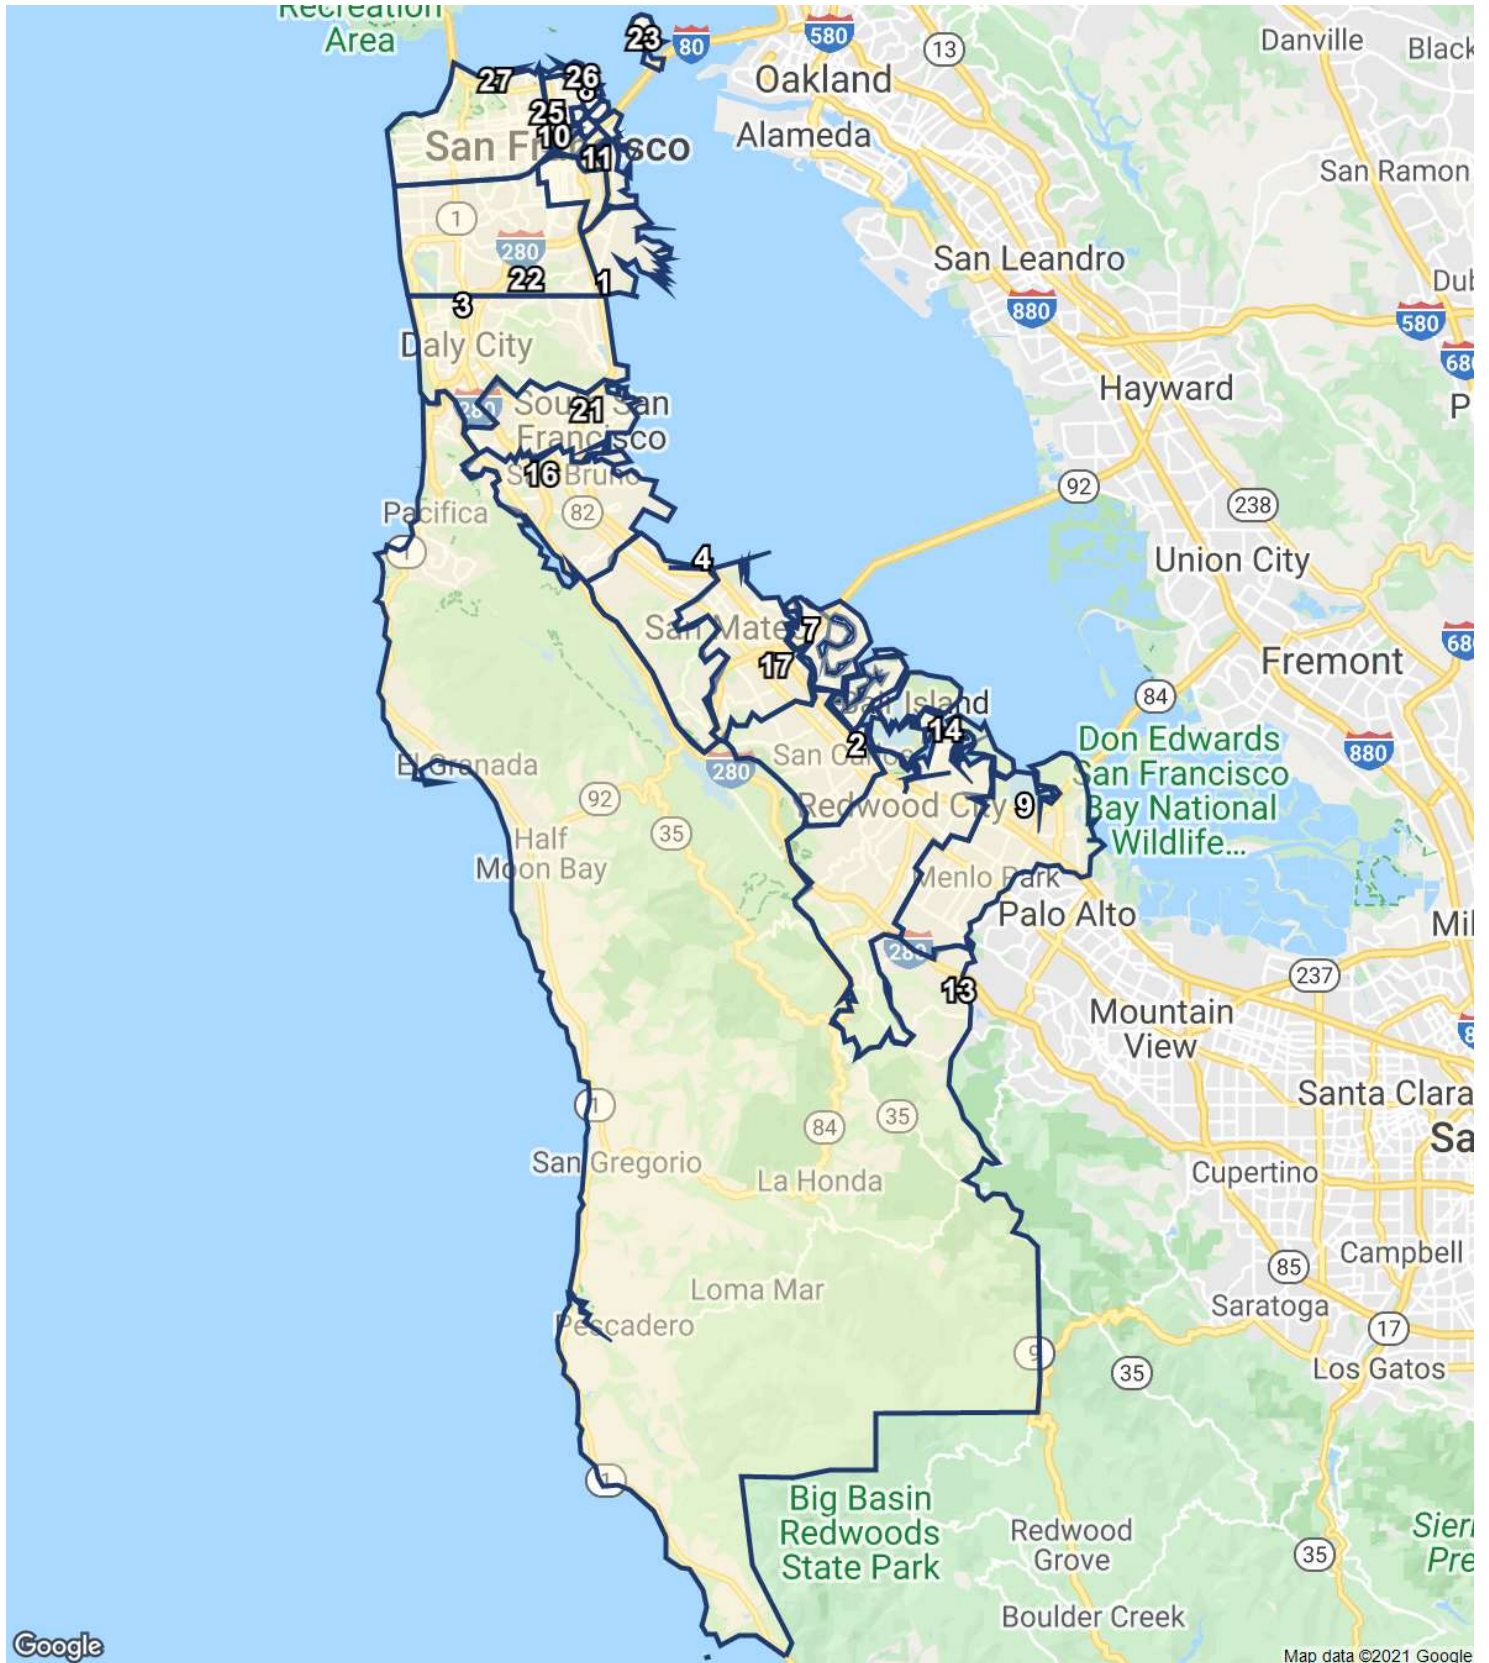 Recreation
Area
23
80
580
13
Danville
27
26
8
Oakland
25
10
San Francisco
11
Alameda
San Ramon
1
280
22
1
San Leandro
880
580
680
3
Daly City
Hayward
280
South San
21
Francisco
16
San Bruno
92
238
Pacifica
82
1
4
Union City
San Mateo
7
17
680
Fremont
84
Bair Island
14
2
San Carlos
Don Edwards
San Francisco
Bay National
Wildlife...
880
El Granada
280
92
Redwood City
9
35
Half
Moon Bay
Menlo Park
Palo Alto
280
237
13
Mountain
View
Santa Clara
1
84
35
San Gregorio
La Honda
Cupertino
Campbell
85
Loma Mar
Saratoga
Pescadero
17
9
35
Los Gatos
1
Big Basin
Redwoods
State Park
Redwood
Grove
35
Boulder Creek
Google
Map data ©2021 Google